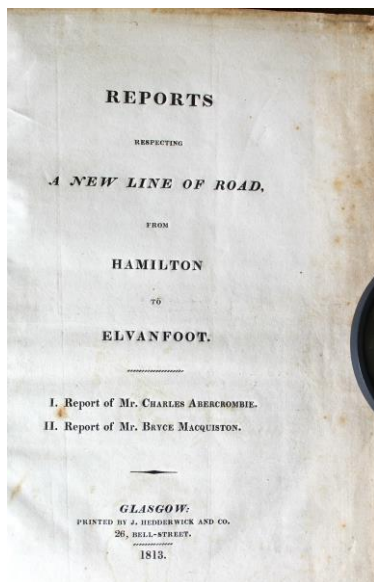 REPORTS
RESPECTING
A NEW LINE OF ROAD,
FROM
HAMILTON
TO
ELVANFOOT.
I. Report of Mr. CHARLES ABERCROMBIE.
II. Report of Mr. BRYCE MACQUISTON.
GLASGOW:
PRINTED BY J. HEDDERWICK AND CO.
26, BELL-STREET.
1813.